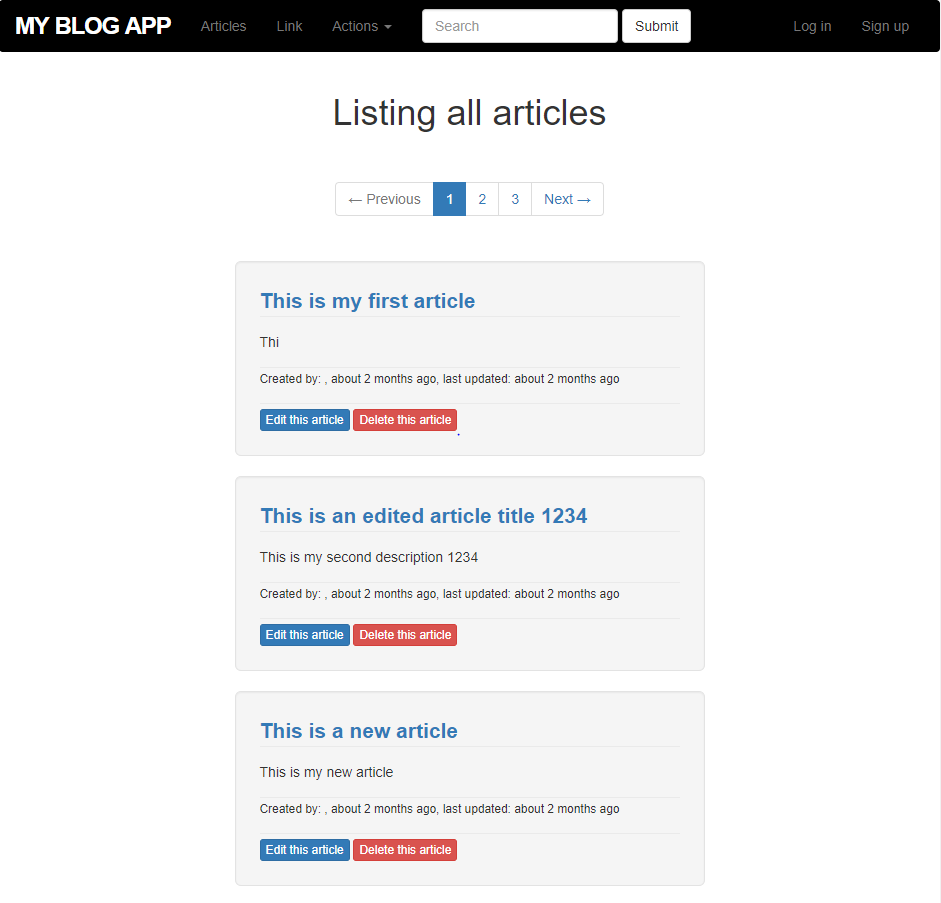 MY BLOG APP Articles Link Actions Search Submit Log in Sign up
Listing all articles
← Previous 1 2 3 Next →
This is my first article
Thi
Created by: , about 2 months ago, last updated: about 2 months ago
Edit this article Delete this article
This is an edited article title 1234
This is my second description 1234
Created by: , about 2 months ago, last updated: about 2 months ago
Edit this article Delete this article
This is a new article
This is my new article
Created by: , about 2 months ago, last updated: about 2 months ago
Edit this article Delete this article